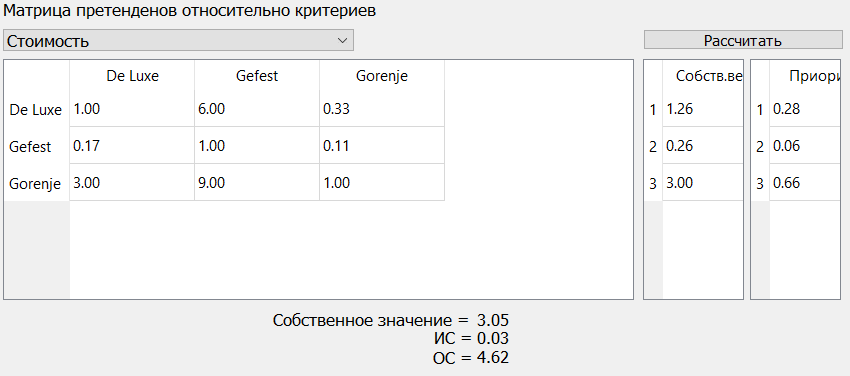 Матрица претенденов относительно критериев
Стоимость
Рассчитать
De Luxe Gefest Gorenje Собств.ве Приори
De Luxe 1.00 6.00 0.33 1 1.26 1 0.28
Gefest 0.17 1.00 0.11 2 0.26 2 0.06
Gorenje 3.00 9.00 1.00 3 3.00 3 0.66
Собственное значение = 3.05
ИС = 0.03
ОС = 4.62